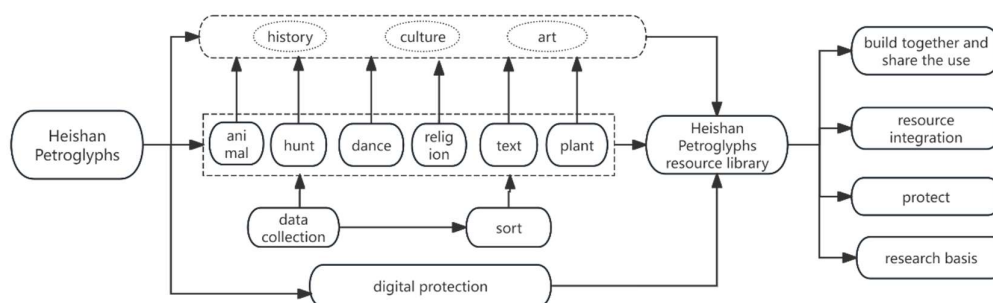 history
culture
art
Heishan
Petroglyphs
ani
mal
hunt
dance
relig
ion
text
plant
data
collection
sort
digital protection
Heishan
Petroglyphs
resource library
build together and
share the use
resource
integration
protect
research basis